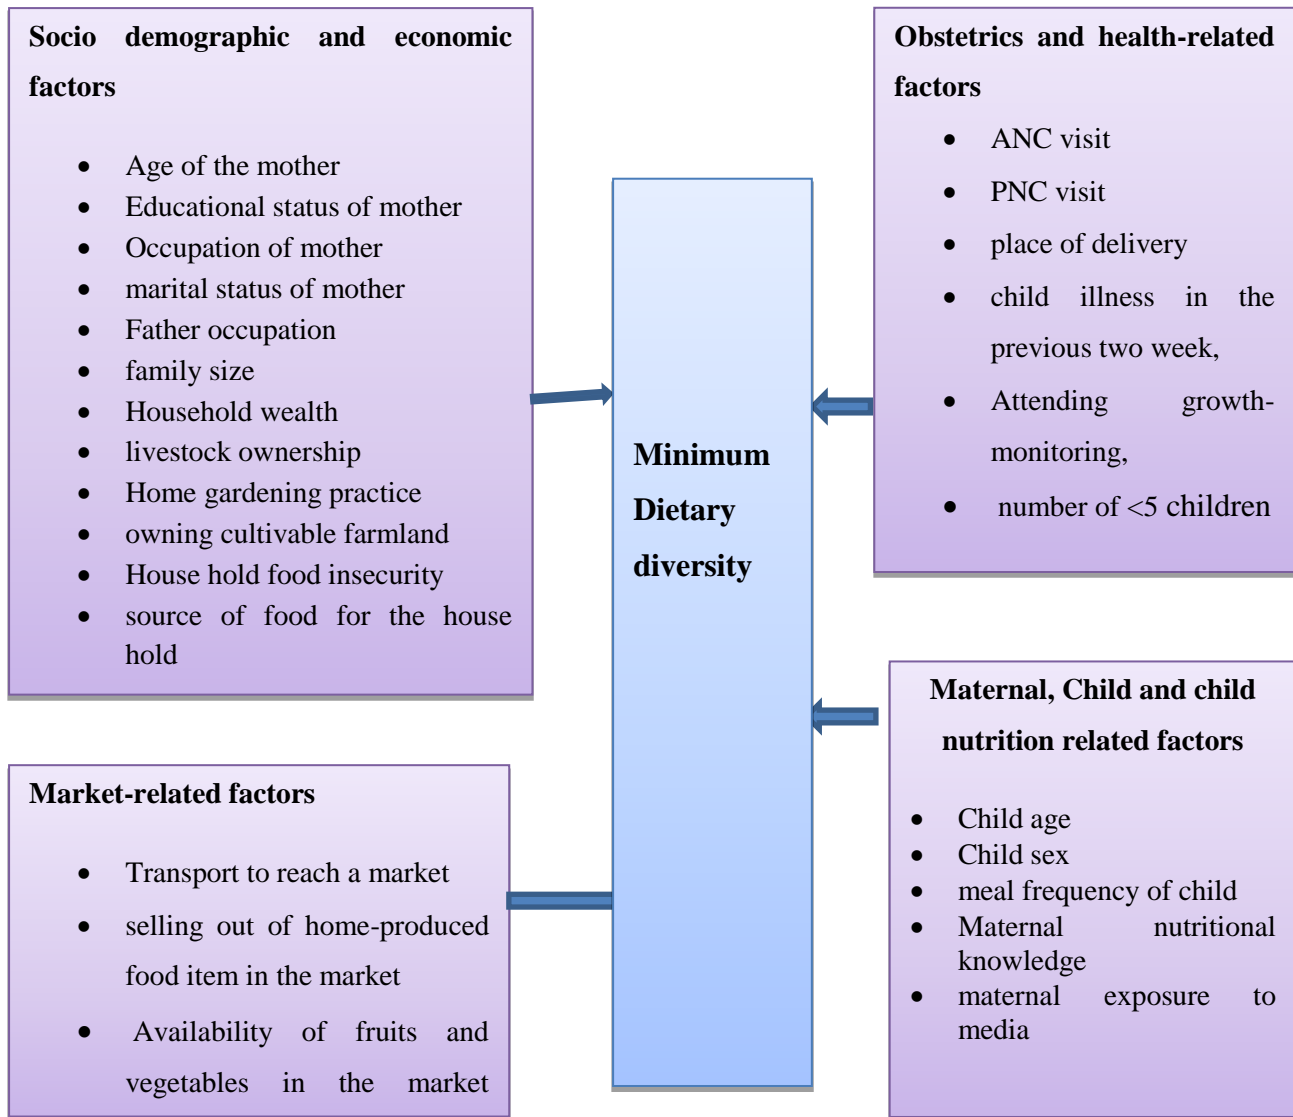 Socio demographic and economic
factors
• Age of the mother
• Educational status of mother
• Occupation of mother
• marital status of mother
• Father occupation
• family size
• Household wealth
• livestock ownership
• Home gardening practice
• owning cultivable farmland
• House hold food insecurity
• source of food for the house
hold
Market-related factors
• Transport to reach a market
• selling out of home-produced
food item in the market
• Availability of fruits and
vegetables in the market
Minimum
Dietary
diversity
Obstetrics and health-related
factors
• ANC visit
• PNC visit
• place of delivery
• child illness in the
previous two week,
• Attending growth-
monitoring,
• number of <5 children
Maternal, Child and child
nutrition related factors
• Child age
• Child sex
• meal frequency of child
• Maternal nutritional
knowledge
• maternal exposure to
media